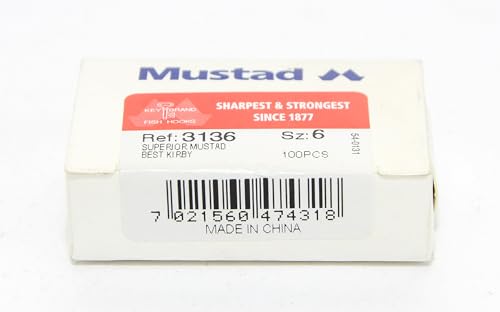 Mustad
KEY BRAND
FISH HOOKS
SHARPEST & STRONGEST
SINCE 1877
Ref: 3136 Sz: 6
SUPERIOR MUSTAD
BEST KIRBY 100PCS
54-0131
7 021560 474318
MADE IN CHINA